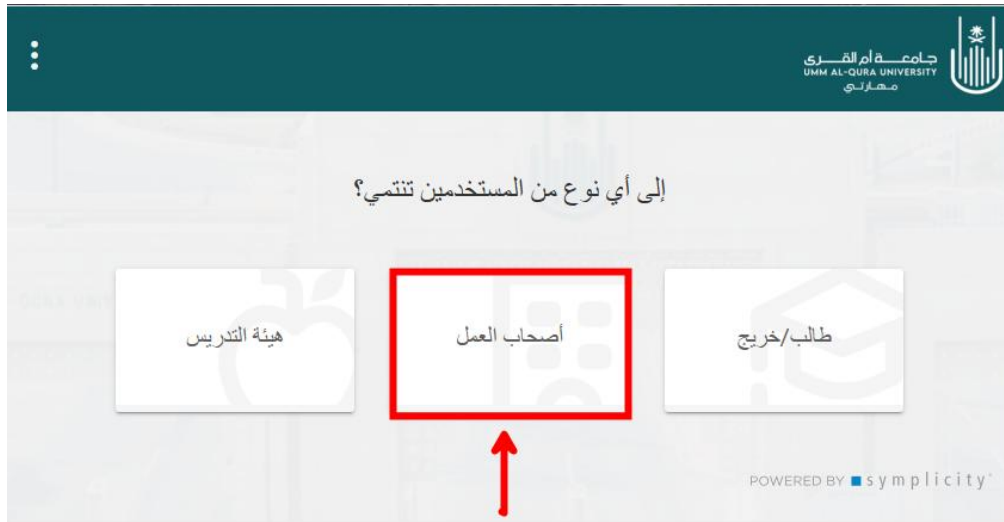 جامعة أم القرى
UMM AL-QURA UNIVERSITY
مهارتي
إلى أي نوع من المستخدمين تنتمي؟
طالب/خريج
أصحاب العمل
هيئة التدريس
POWERED BY symplicity